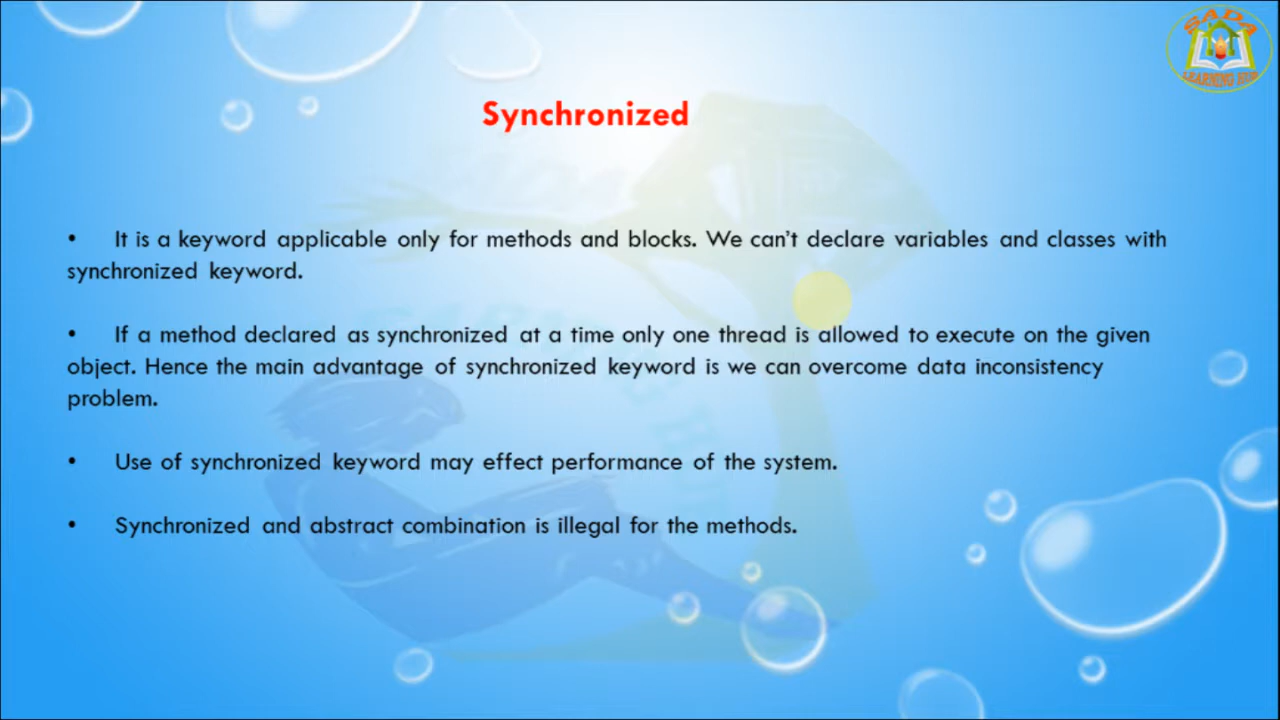 SADA
LEARNING HUB
Synchronized
• It is a keyword applicable only for methods and blocks. We can't declare variables and classes with
synchronized keyword.
• If a method declared as synchronized at a time only one thread is allowed to execute on the given
object. Hence the main advantage of synchronized keyword is we can overcome data inconsistency
problem.
• Use of synchronized keyword may effect performance of the system.
• Synchronized and abstract combination is illegal for the methods.